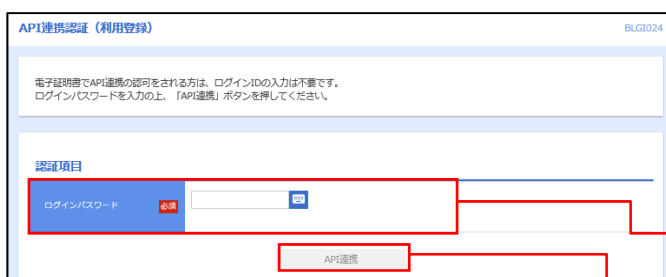 API連携認証（利用登録）
BLGI024
電子証明書でAPI連携の認可をされる方は、ログインIDの入力は不要です。
ログインパスワードを入力の上、「API連携」ボタンを押してください。
認証項目
ログインパスワード 必須
API連携